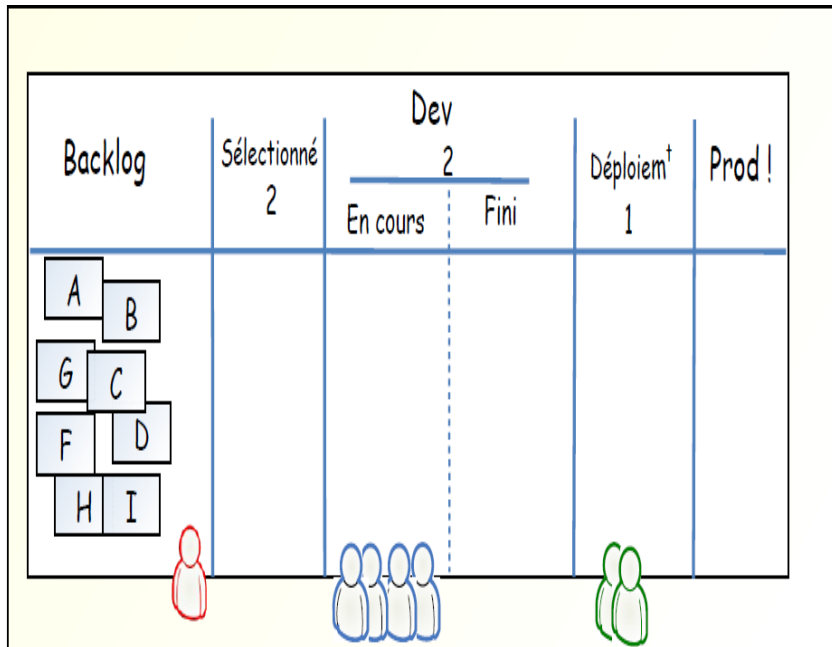 Backlog
Sélectionné
2
Dev
2
En cours
Fini
Déploiem†
1
Prod !
A
B
G
C
F
D
H
I